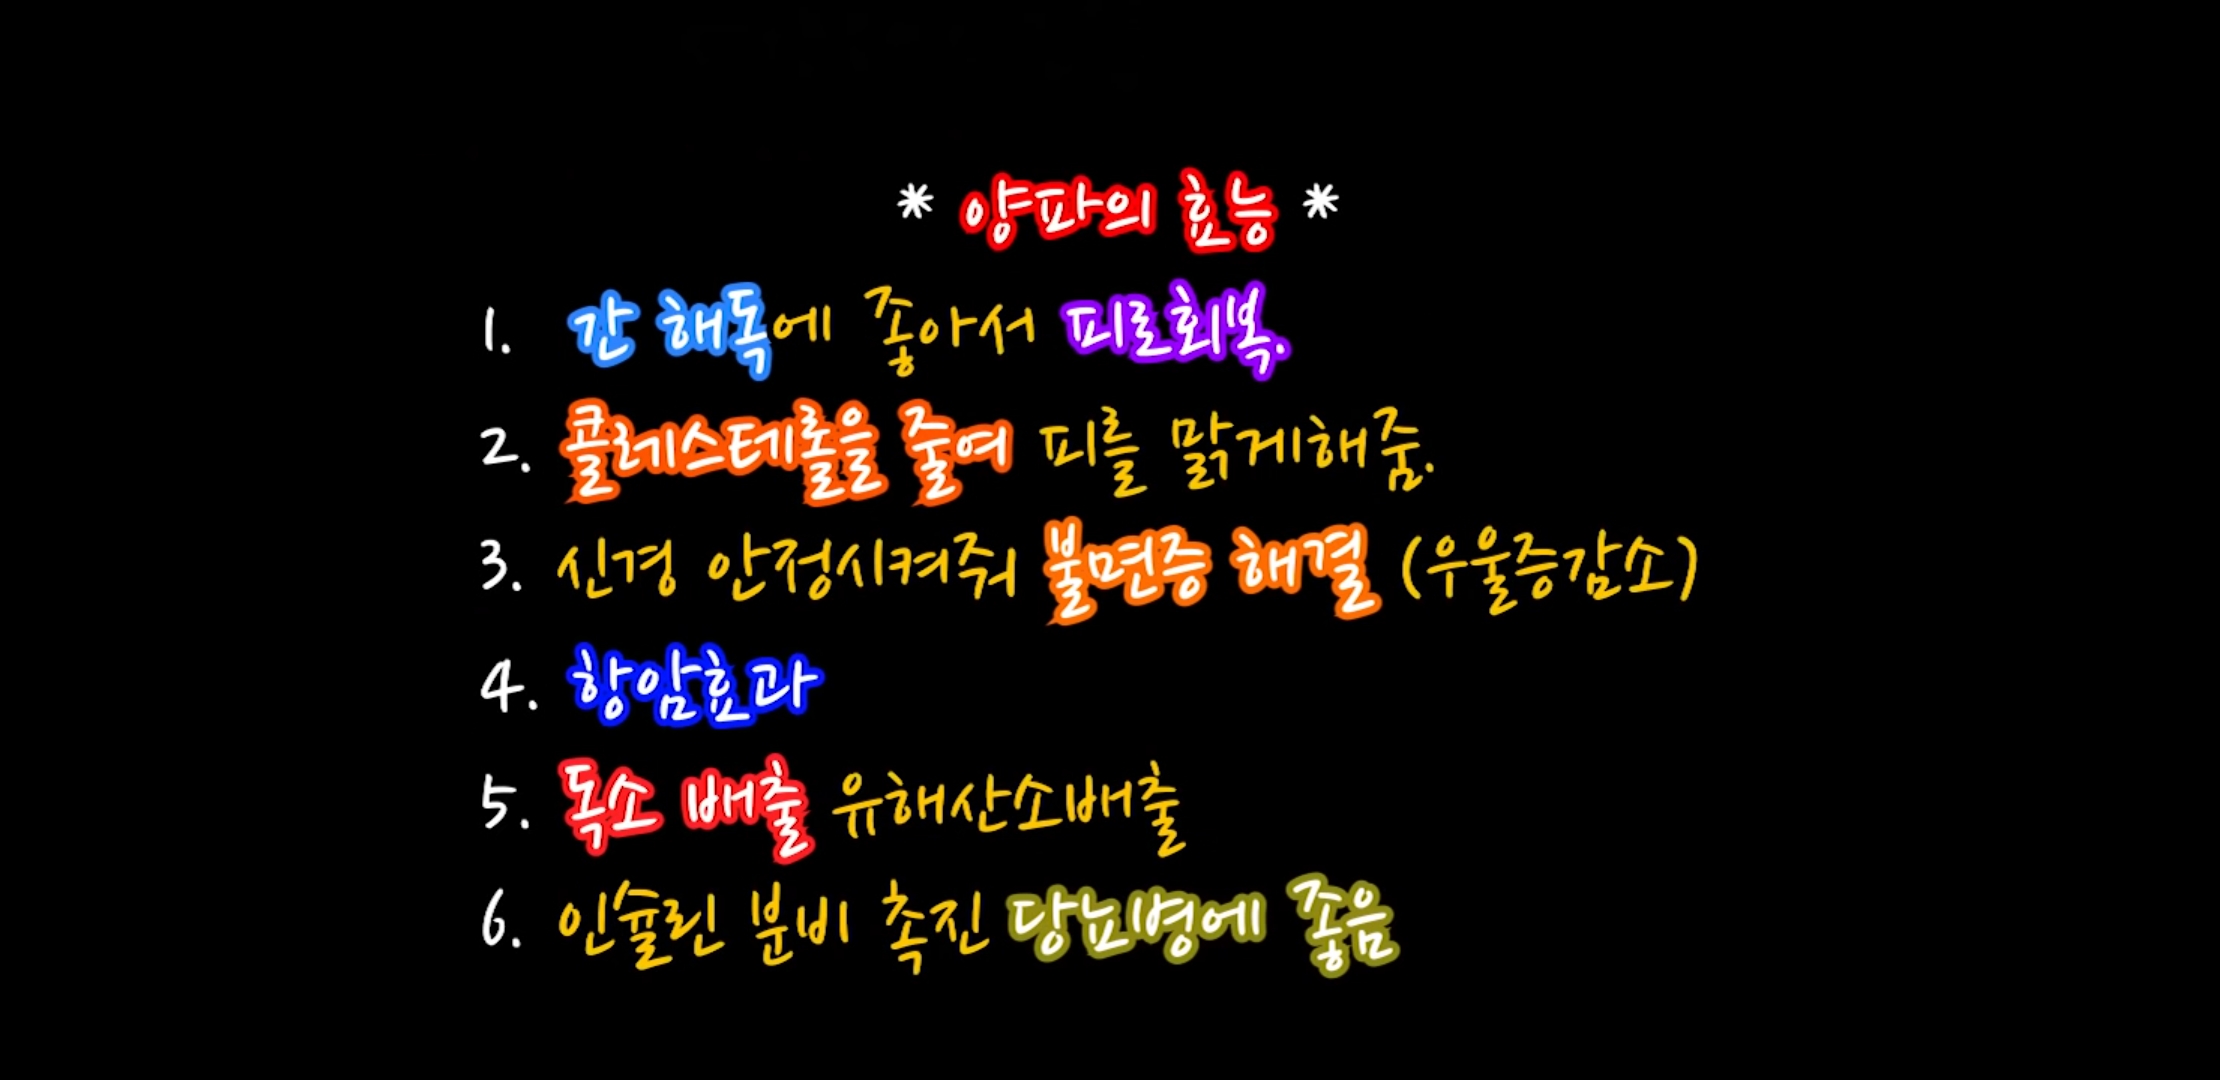 * 양파의 효능 *
1. 간 해독에 좋아서 피로회복.
2. 콜레스테롤을 줄여 피를 맑게해줌.
3. 신경 안정시켜줘 불면증 해결 (우울증감소)
4. 항암효과
5. 독소 배출 유해산소배출
6. 인슐린 분비 촉진 당뇨병에 좋음